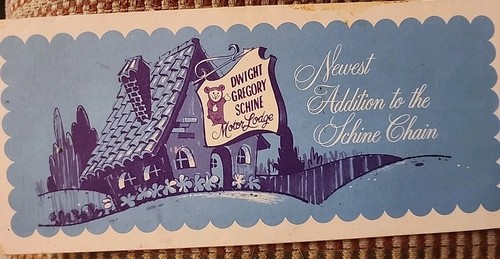 DWIGHT
GREGORY
SCHINE
Motor Lodge
Newest
Addition to the
Schine Chain